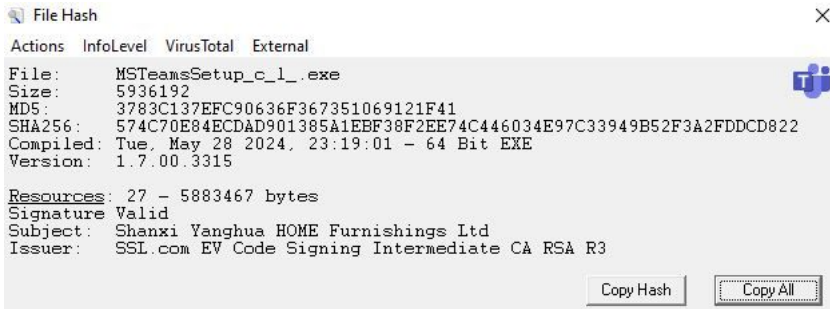 File Hash
Actions InfoLevel VirusTotal External
File: MSTeamsSetup_c_l_.exe
Size: 5936192
MD5: 3783C137EFC90636F367351069121F41
SHA256: 574C70E84ECDAD901385A1EBF38F2EE74C446034E97C33949B52F3A2FDDCD822
Compiled: Tue, May 28 2024, 23:19:01 - 64 Bit EXE
Version: 1.7.00.3315
Resources: 27 - 5883467 bytes
Signature Valid
Subject: Shanxi Yanghua HOME Furnishings Ltd
Issuer: SSL.com EV Code Signing Intermediate CA RSA R3
Copy Hash Copy All